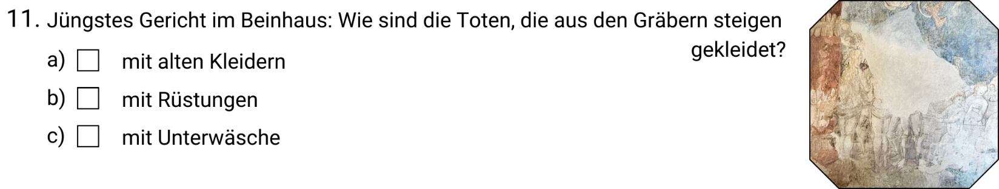 11. Jüngstes Gericht im Beinhaus: Wie sind die Toten, die aus den Gräbern steigen
gekleidet?
a) mit alten Kleidern
b) mit Rüstungen
c) mit Unterwäsche